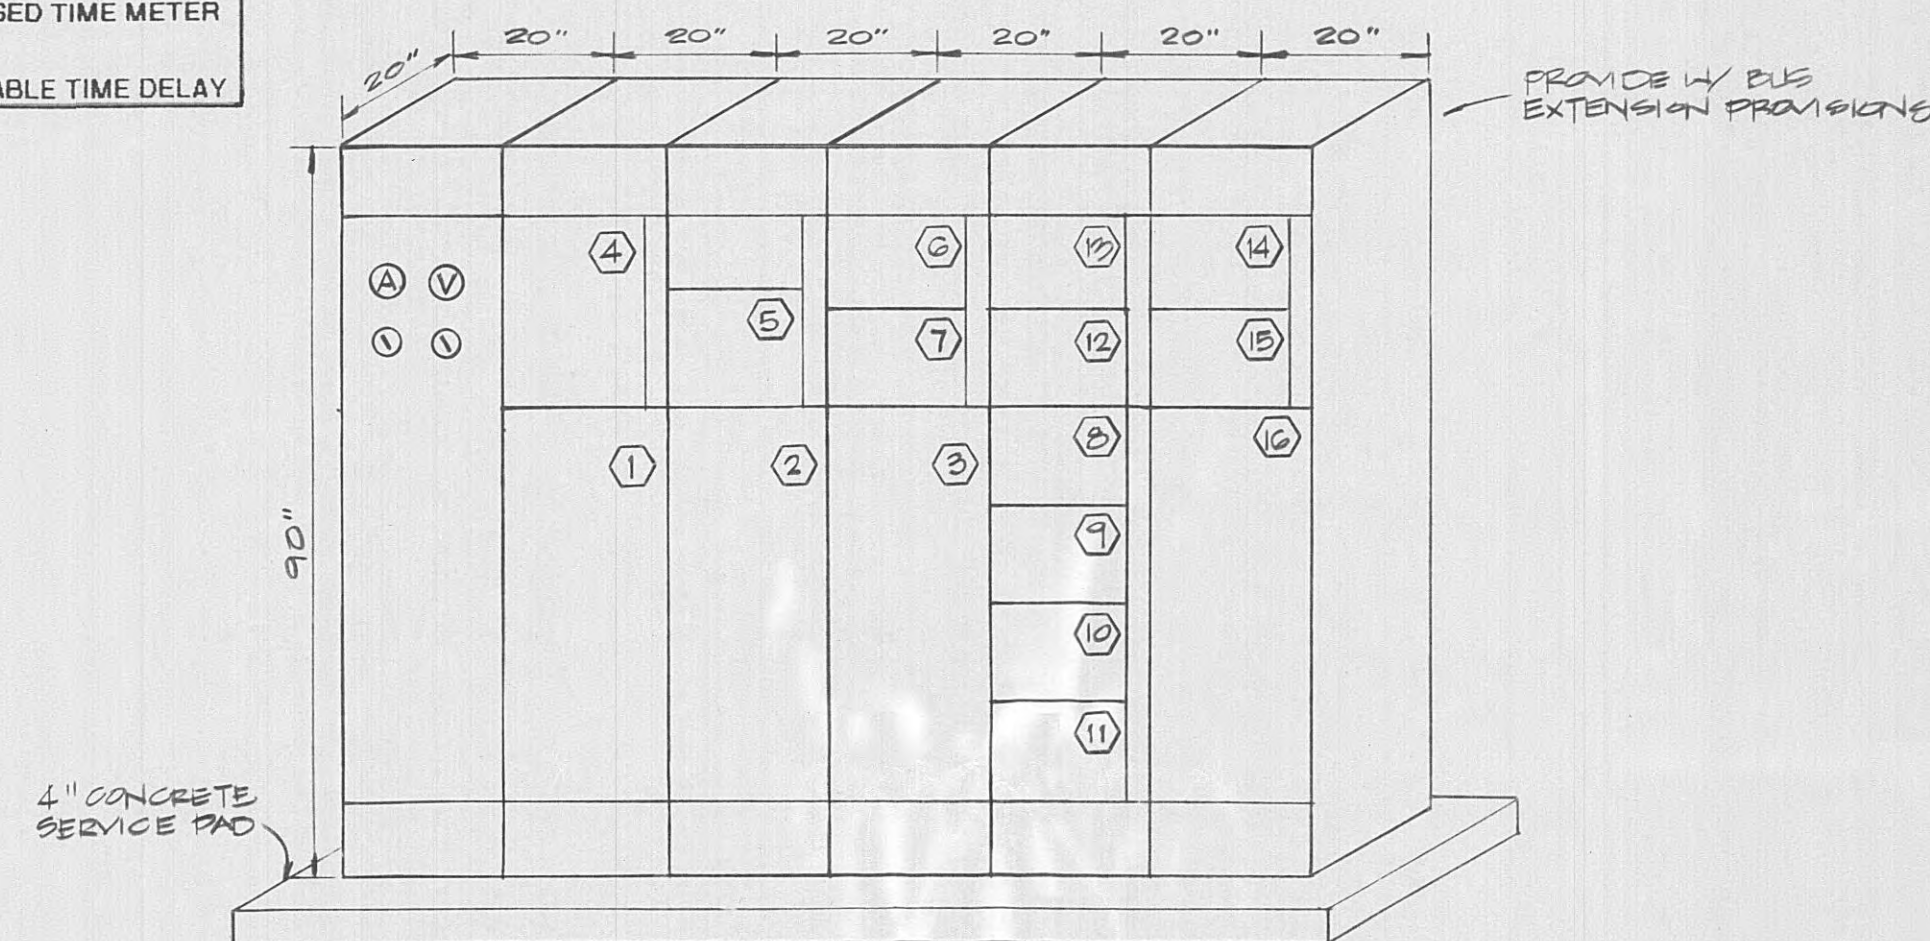 SED TIME METER
ABLE TIME DELAY
20" 20" 20" 20" 20" 20"
20"
PROVIDE W/ BUS
EXTENSION PROVISIONS
4 6 13 14
A V
5 7 12 15
1 2 3 8 16
90"
9
10
11
4" CONCRETE
SERVICE PAD